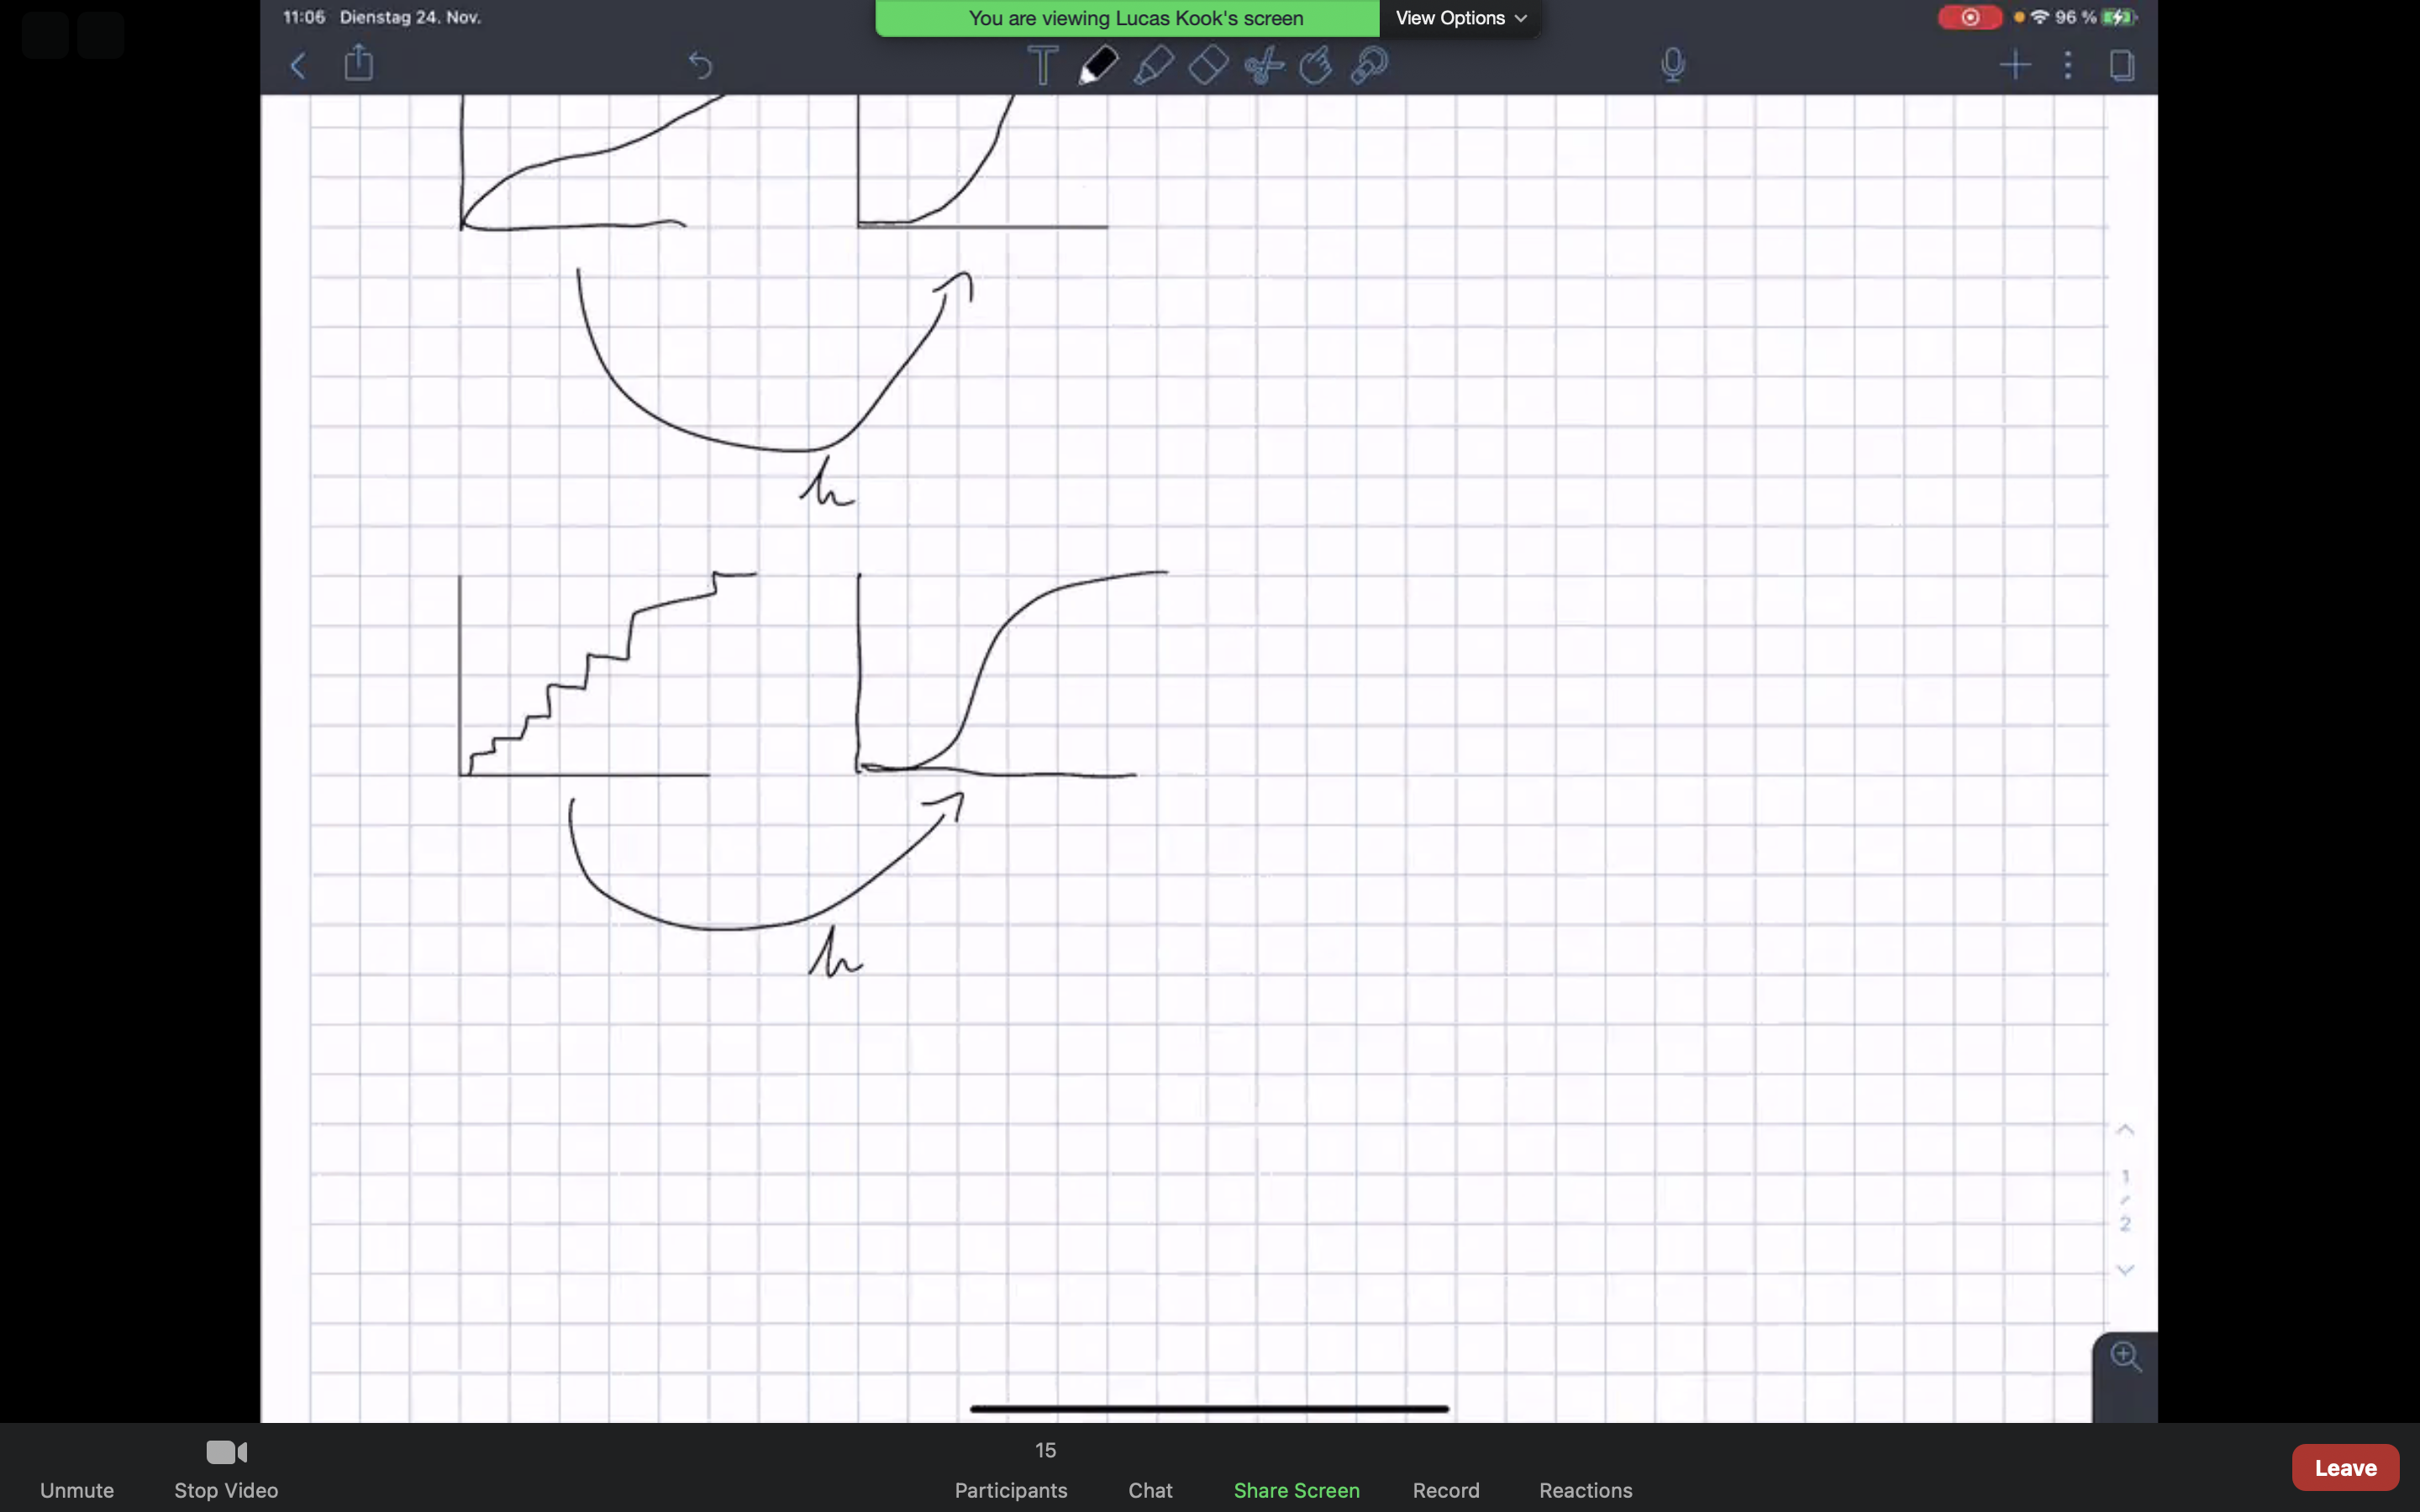 11:06 Dienstag 24. Nov.
You are viewing Lucas Kook's screen
View Options
96 %
h
h
1
/
2
15
Unmute
Stop Video
Participants
Chat
Share Screen
Record
Reactions
Leave